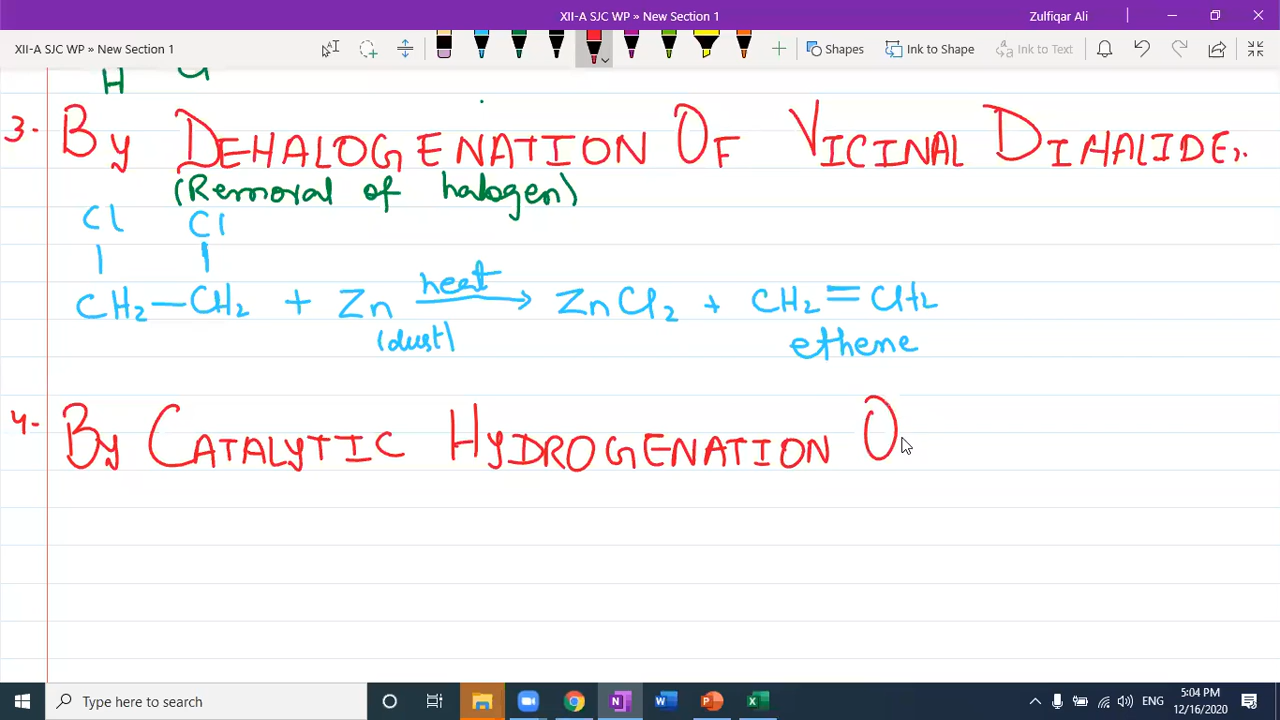 XII-A SJC WP » New Section 1
Zulfiqar Ali
XII-A SJC WP » New Section 1
Shapes
Ink to Shape
Ink to Text
H Cl
3- By DEHALOGENATION OF VICINAL DIHALIDE:
(Removal of halogen)
Cl Cl
CH2—CH2 + Zn heat → ZnCl2 + CH2=CH2
(dust) ethene
4- By CATALYTIC HYDROGENATION O
Type here to search
ENG
5:04 PM
12/16/2020